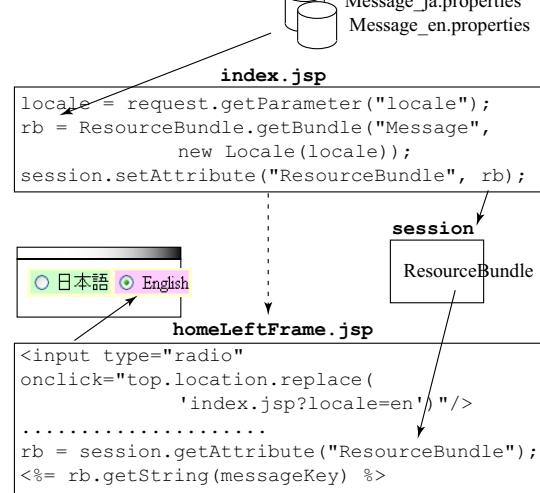 Message_ja.properties
Message_en.properties
index.jsp
locale = request.getParameter("locale");
rb = ResourceBundle.getBundle("Message",
new Locale(locale));
session.setAttribute("ResourceBundle", rb);
session
ResourceBundle
日本語 English
homeLeftFrame.jsp
<input type="radio"
onclick="top.location.replace(
'index.jsp?locale=en')"/>
.....................
rb = session.getAttribute("ResourceBundle");
<%= rb.getString(messageKey) %>